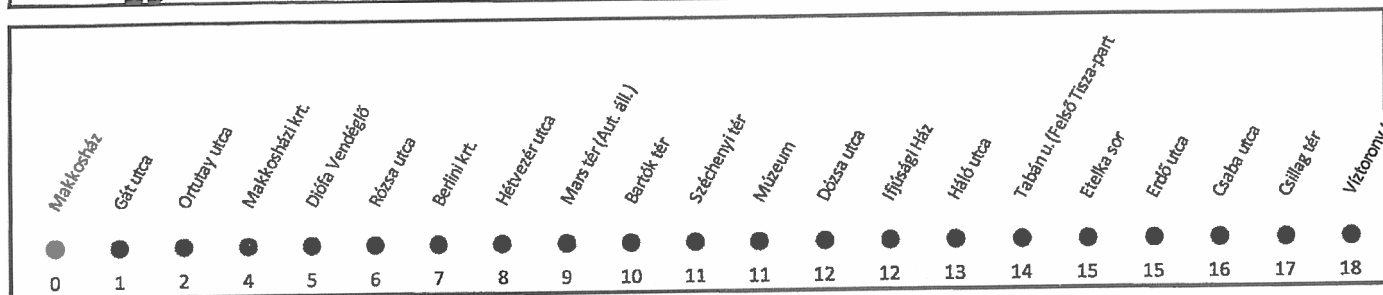 Makkosház
Gát utca
Ortutay utca
Makkosházi krt.
Diófa Vendéglő
Rózsa utca
Berlini krt.
Hétvezér utca
Mars tér (Aut. áll.)
Bartók tér
Széchenyi tér
Múzeum
Dózsa utca
Ifjúsági Ház
Háló utca
Tabán u.(Felső Tisza-part
Etelka sor
Erdő utca
Csaba utca
Csillag tér
Víztorony
0 1 2 4 5 6 7 8 9 10 11 11 12 12 13 14 15 15 16 17 18